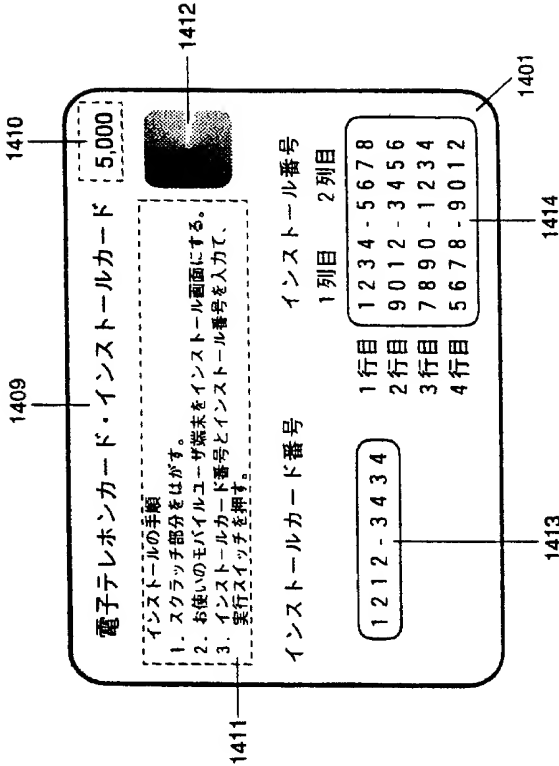 1409
1410
電子テレホンカード・インストールカード
5,000
1412
インストールの手順
1. スクラッチ部分をはがす。
2. お使いのモバイルユーザ端末をインストール画面にする。
3. インストールカード番号とインストール番号を入力て、
実行スイッチを押す。
1411
インストールカード番号
インストール番号
1列目 2列目
1212-3434
1行目 1234-5678
2行目 9012-3456
3行目 7890-1234
4行目 5678-9012
1413
1414
1401